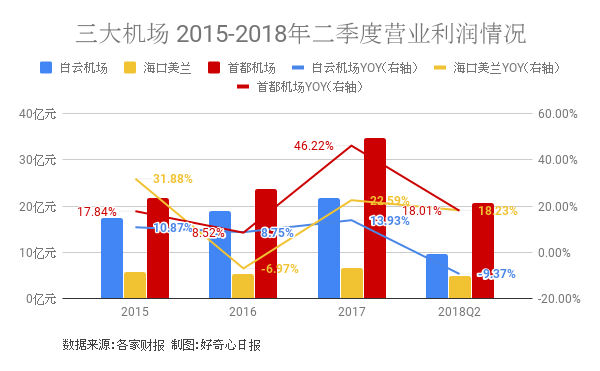 三大机场 2015-2018年二季度营业利润情况
白云机场 海口美兰 首都机场 白云机场YOY(右轴) 海口美兰YOY(右轴)
首都机场YOY(右轴)
40亿元 60.00%
46.22%
30亿元 40.00%
31.88%
22.59%
20亿元 17.84% 18.01% 18.23% 20.00%
13.93%
10.87% 8.52% 8.75%
10亿元 0.00%
-6.97% -9.37%
0亿元 -20.00%
2015 2016 2017 2018Q2
数据来源:各家财报 制图:好奇心日报